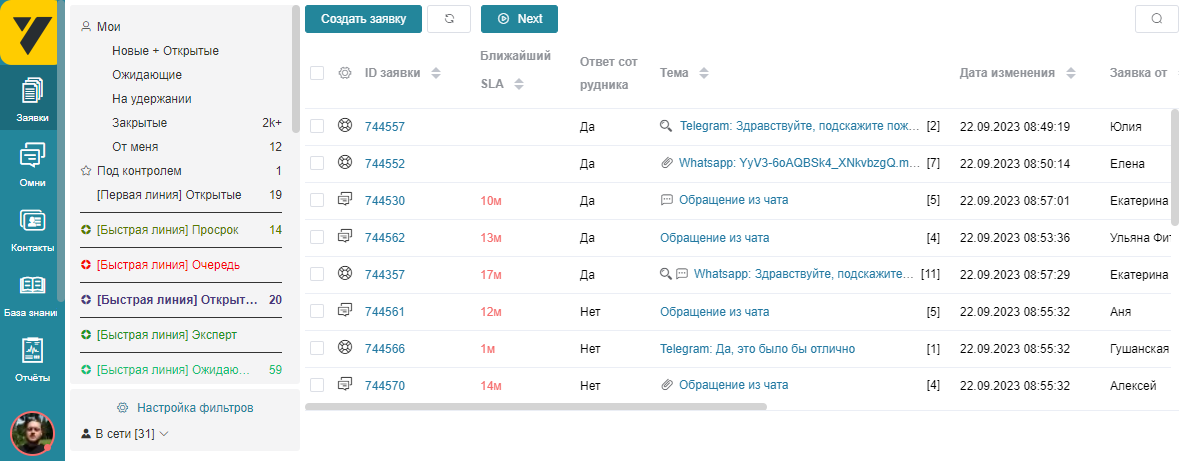 Заявки
Омни
Контакты
База знаний
Отчёты
Мои
Новые + Открытые
Ожидающие
На удержании
Закрытые 2k+
От меня 12
Под контролем 1
[Первая линия] Открытые 19
[Быстрая линия] Просрок 14
[Быстрая линия] Очередь
[Быстрая линия] Открыт... 20
[Быстрая линия] Эксперт
[Быстрая линия] Ожидаю... 59
Настройка фильтров
В сети [31]
Создать заявку Next
ID заявки Ближайший SLA Ответ сотрудника Тема Дата изменения Заявка от
744557 Да Telegram: Здравствуйте, подскажите пож... [2] 22.09.2023 08:49:19 Юлия
744552 Да Whatsapp: YyV3-6oAQBSk4_XNkvbzgQ.m... [7] 22.09.2023 08:50:14 Елена
744530 10м Да Обращение из чата [5] 22.09.2023 08:57:01 Екатерина
744562 13м Да Обращение из чата [4] 22.09.2023 08:53:36 Ульяна Фит
744357 17м Да Whatsapp: Здравствуйте, подскажите... [11] 22.09.2023 08:57:29 Екатерина
744561 12м Нет Обращение из чата [5] 22.09.2023 08:55:32 Аня
744566 1м Нет Telegram: Да, это было бы отлично [1] 22.09.2023 08:55:32 Гушанская
744570 14м Нет Обращение из чата [4] 22.09.2023 08:55:32 Алексей